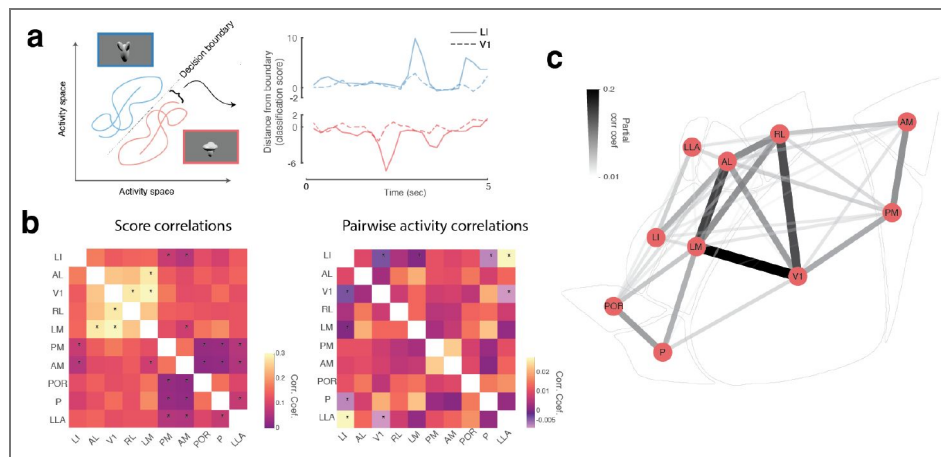 a
Decision boundary
Activity space
Activity space
LI
V1
10
0
-2
2
0
-6
Distance from boundary
(classification score)
0
5
Time (sec)
b
Score correlations
LI
AL
V1
RL
LM
PM
AM
POR
P
LLA
LI
AL
V1
RL
LM
PM
AM
POR
P
LLA
0.3
0.2
0.1
0
Corr. Coef.
Pairwise activity correlations
LI
AL
V1
RL
LM
PM
AM
POR
P
LLA
LI
AL
V1
RL
LM
PM
AM
POR
P
LLA
0.02
0.01
0
-0.005
Corr. Coef.
c
0.2
0.01
Partial
corr coef
RL
AM
LLA
AL
PM
LI
LM
V1
POR
P